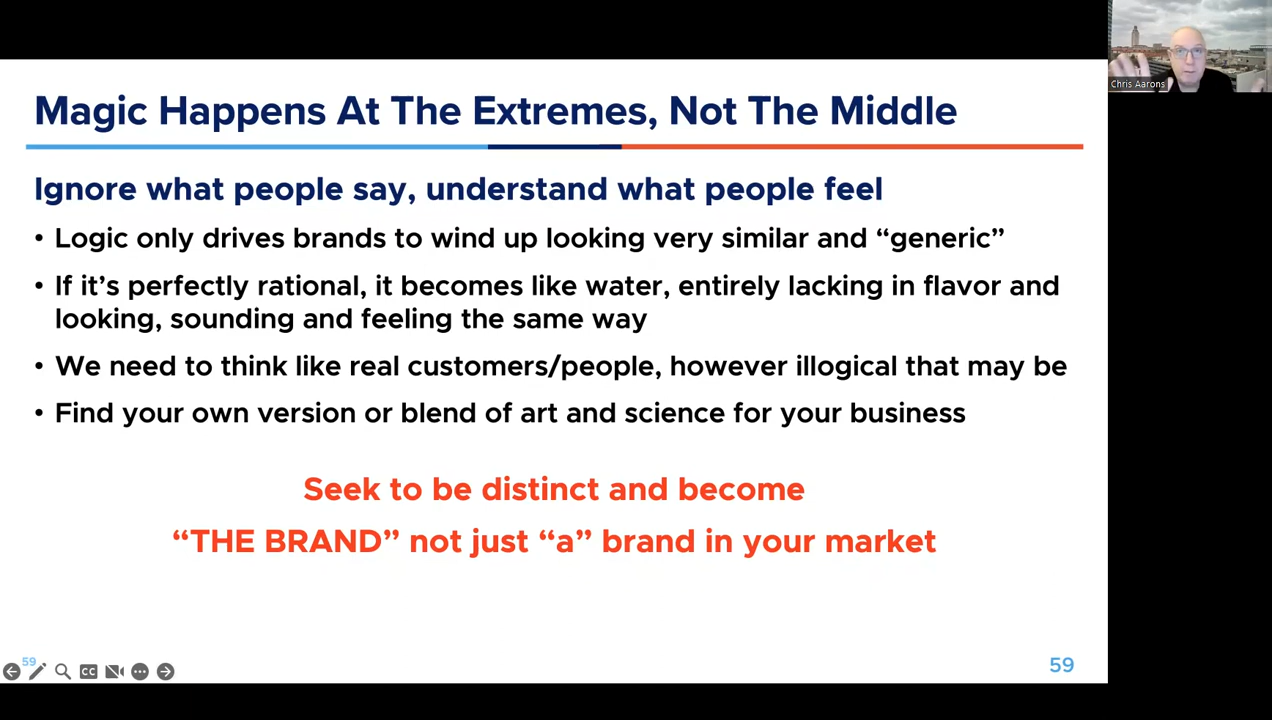 Magic Happens At The Extremes, Not The Middle
Ignore what people say, understand what people feel
• Logic only drives brands to wind up looking very similar and “generic”
• If it’s perfectly rational, it becomes like water, entirely lacking in flavor and
looking, sounding and feeling the same way
• We need to think like real customers/people, however illogical that may be
• Find your own version or blend of art and science for your business
Seek to be distinct and become
“THE BRAND” not just “a” brand in your market
59
CC
59
Chris Aarons